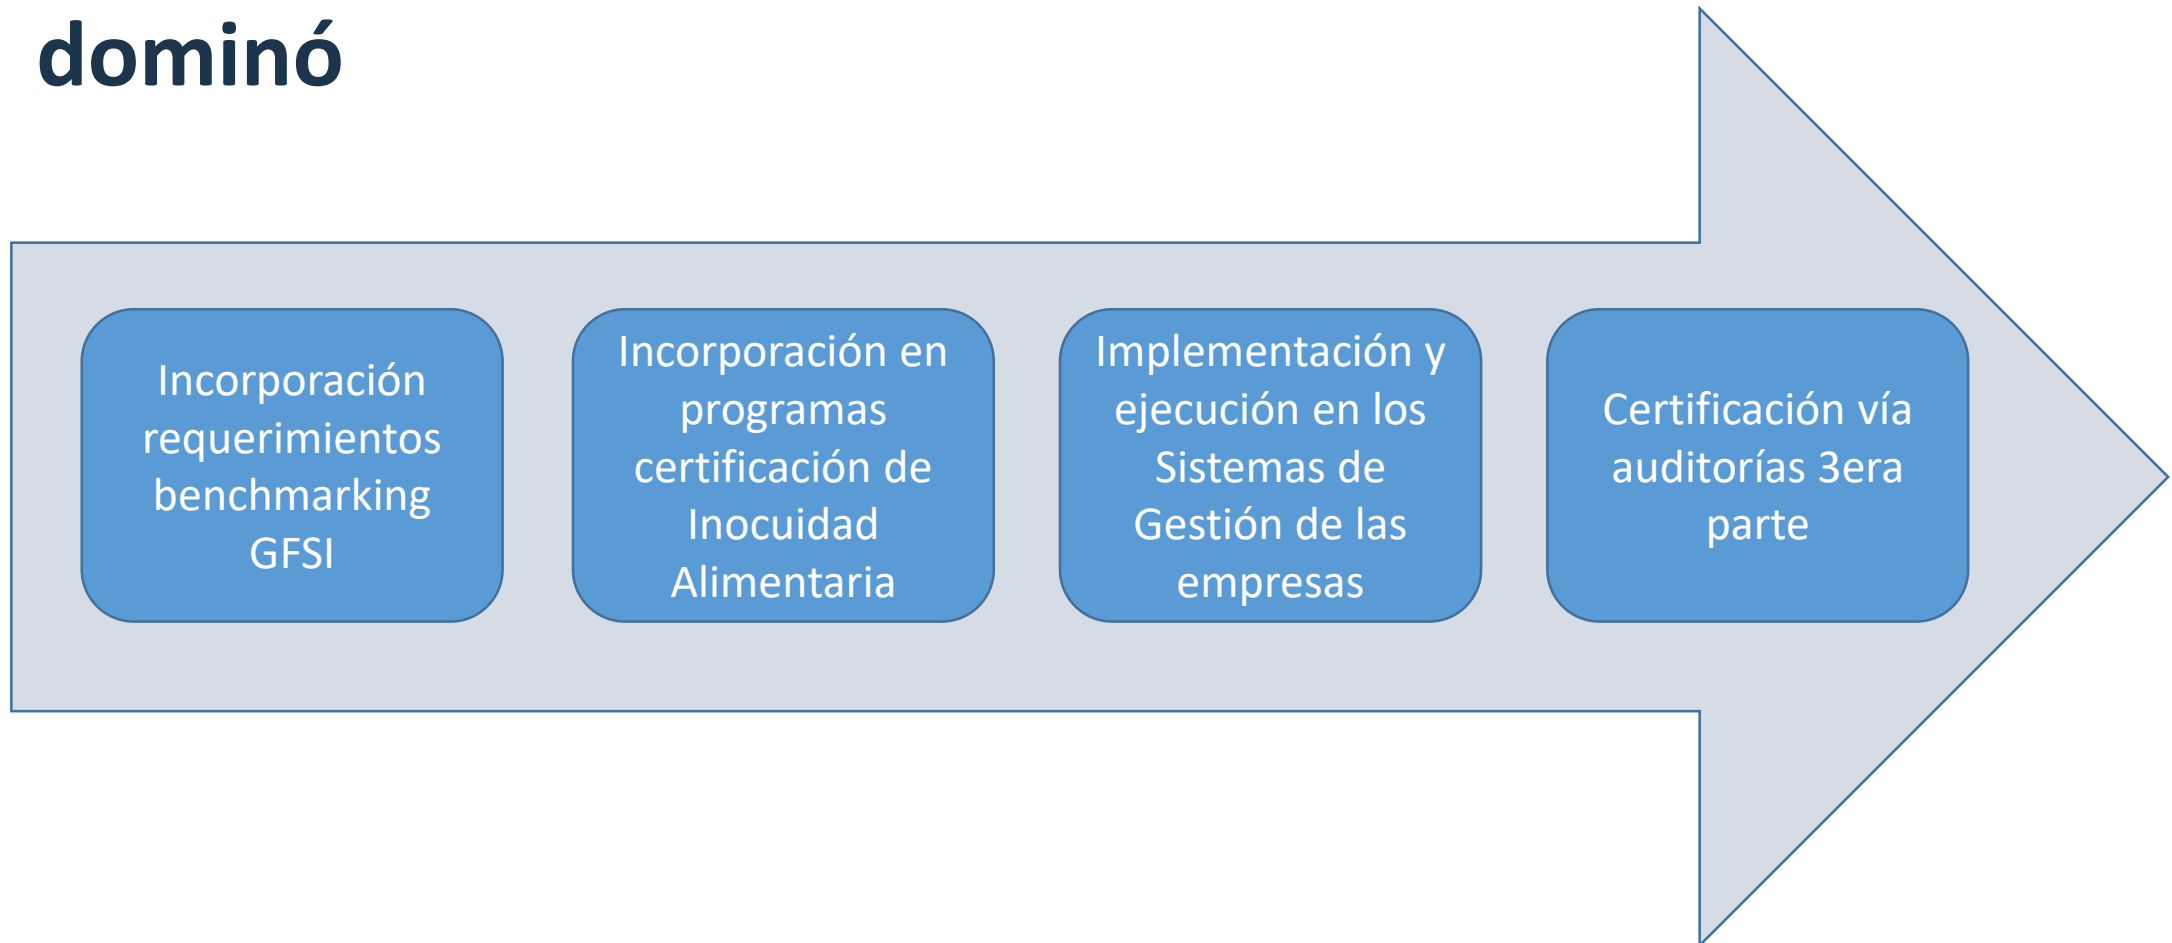 dominó
Incorporación
requerimientos
benchmarking
GFSI
Incorporación en
programas
certificación de
Inocuidad
Alimentaria
Implementación y
ejecución en los
Sistemas de
Gestión de las
empresas
Certificación vía
auditorías 3era
parte